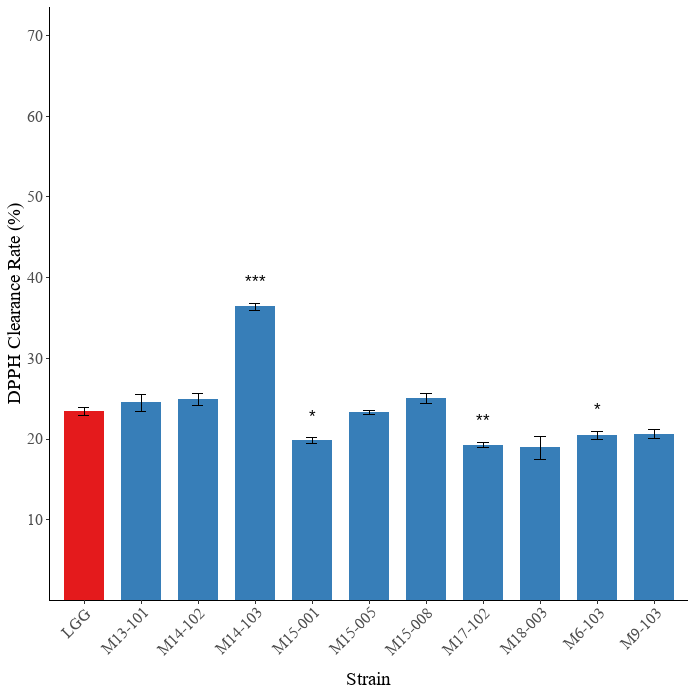 DPPH Clearance Rate (%)
70
60
50
40
30
20
10
***
*
**
*
LGG
M13-101
M14-102
M14-103
M15-001
M15-005
M15-008
M17-102
M18-003
M6-103
M9-103
Strain